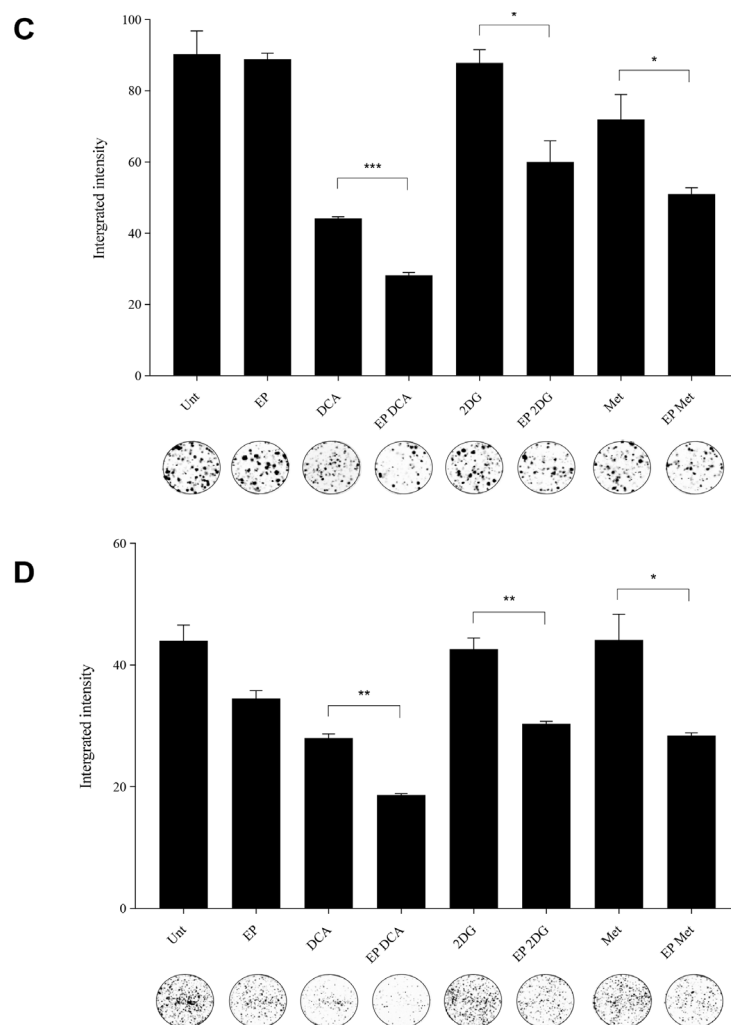 C
100
80
60
40
20
0
Intergrated intensity
*
*
***
Unt
EP
DCA
EP DCA
2DG
EP 2DG
Met
EP Met
D
60
40
20
0
Intergrated intensity
*
**
**
Unt
EP
DCA
EP DCA
2DG
EP 2DG
Met
EP Met